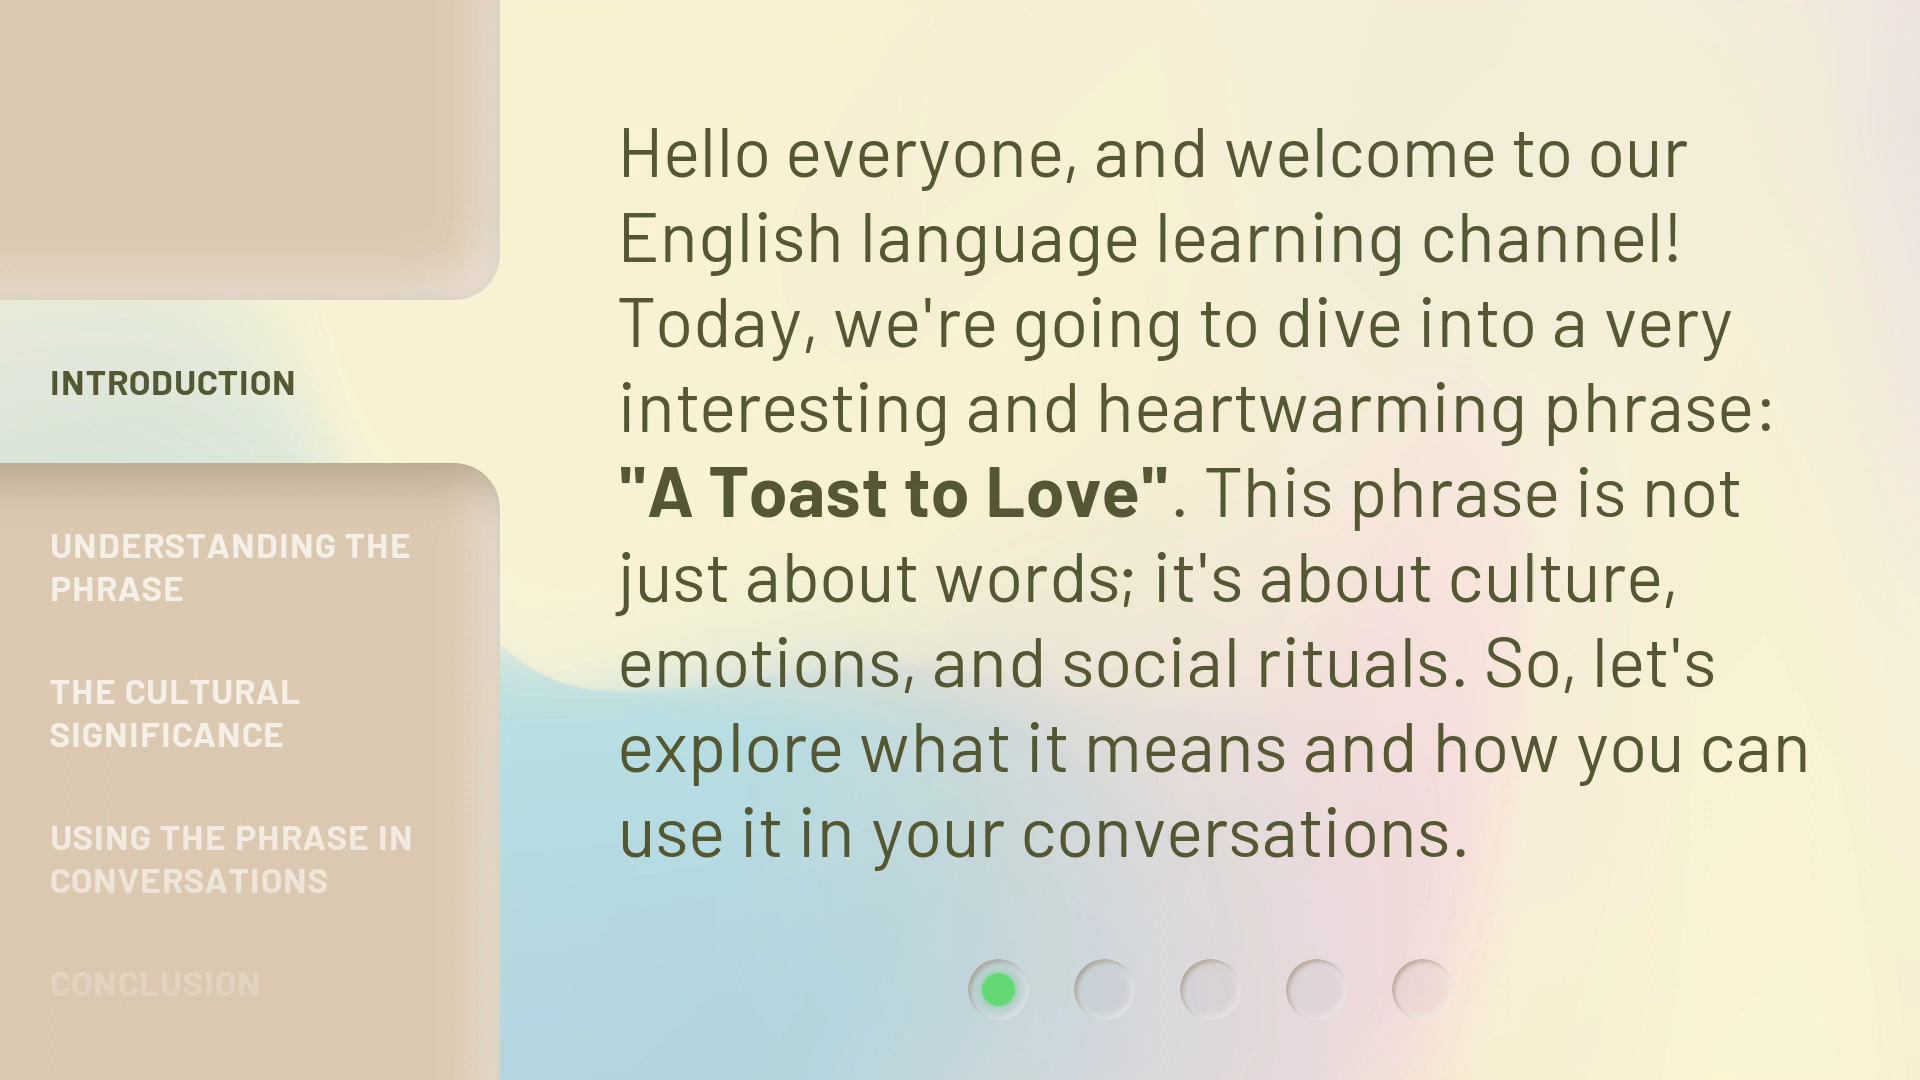 INTRODUCTION
UNDERSTANDING THE
PHRASE
THE CULTURAL
SIGNIFICANCE
USING THE PHRASE IN
CONVERSATIONS
CONCLUSION
Hello everyone, and welcome to our
English language learning channel!
Today, we're going to dive into a very
interesting and heartwarming phrase:
"A Toast to Love". This phrase is not
just about words; it's about culture,
emotions, and social rituals. So, let's
explore what it means and how you can
use it in your conversations.